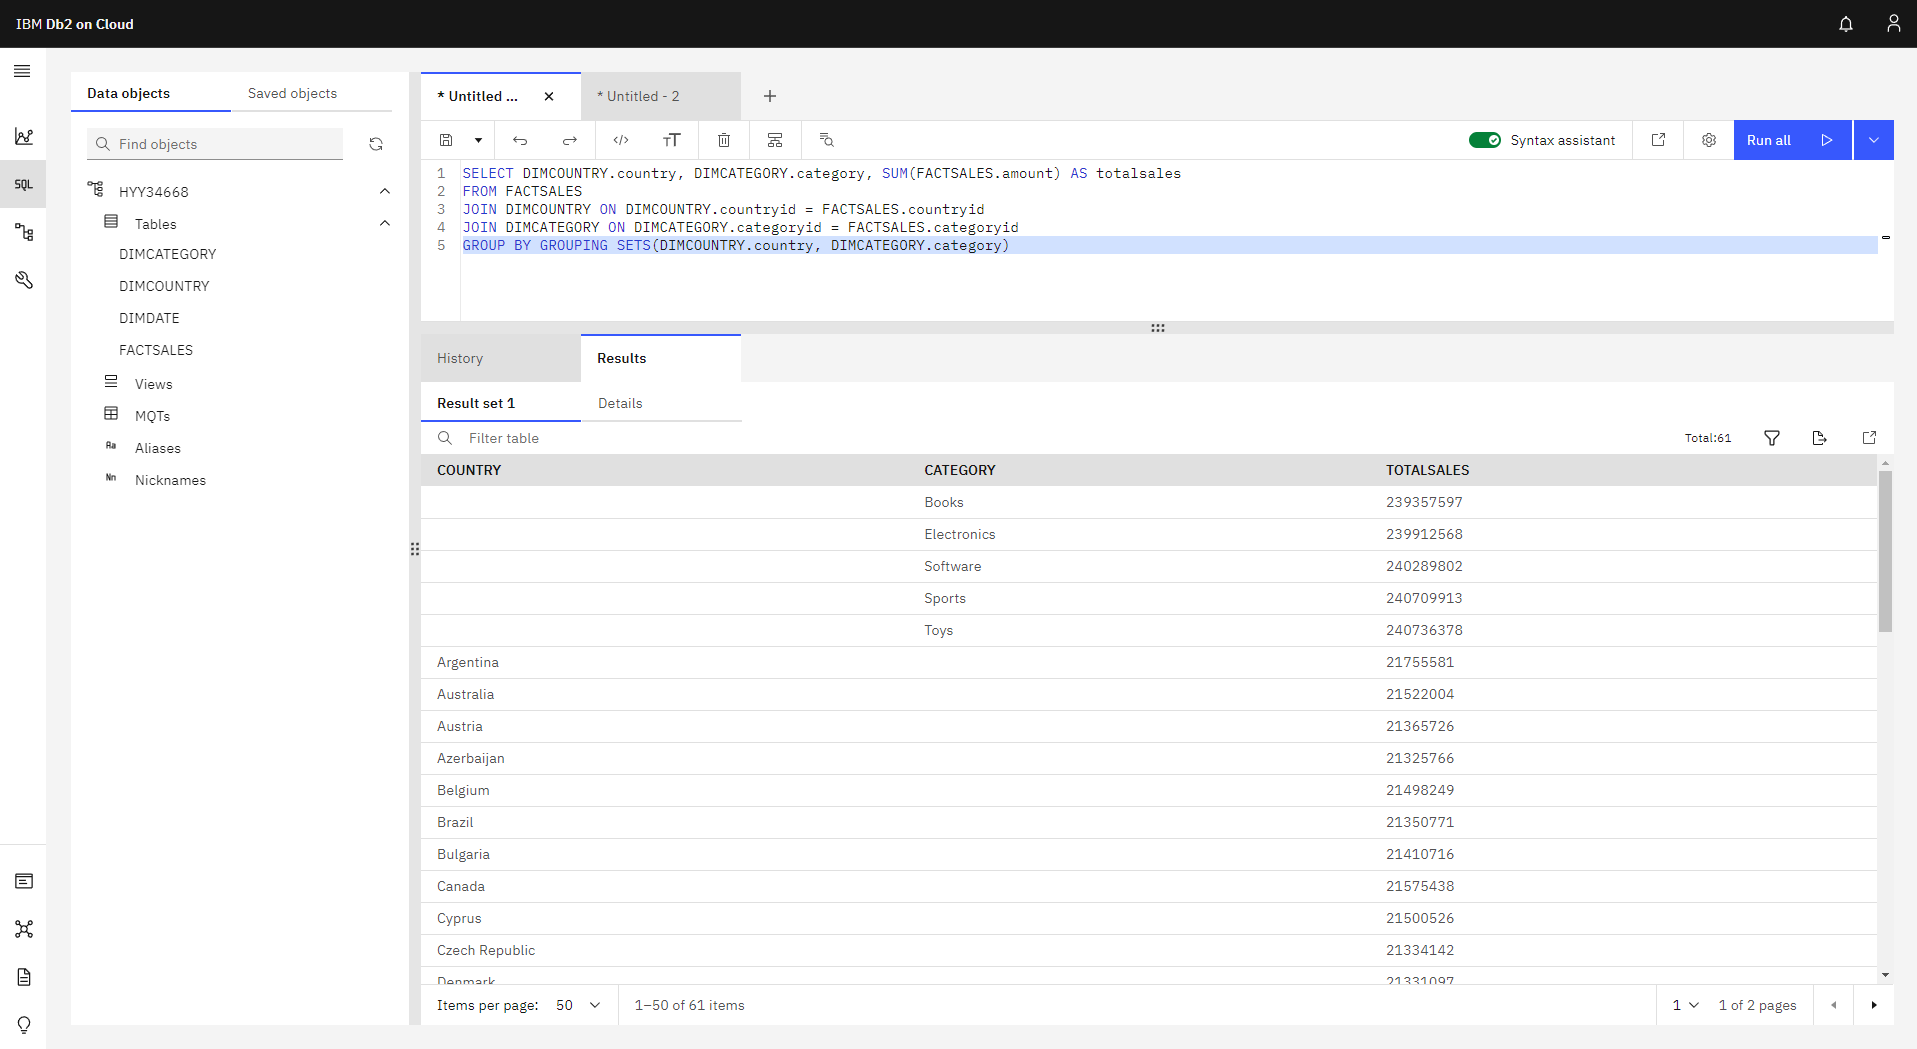 IBM Db2 on Cloud
Data objects
Saved objects
Find objects
SQL
HYY34668
Tables
DIMCATEGORY
DIMCOUNTRY
DIMDATE
FACTSALES
Views
MQTs
Aa Aliases
Nn Nicknames
* Untitled ...
* Untitled - 2
Syntax assistant
Run all
1 SELECT DIMCOUNTRY.country, DIMCATEGORY.category, SUM(FACTSALES.amount) AS totalsales
2 FROM FACTSALES
3 JOIN DIMCOUNTRY ON DIMCOUNTRY.countryid = FACTSALES.countryid
4 JOIN DIMCATEGORY ON DIMCATEGORY.categoryid = FACTSALES.categoryid
5 GROUP BY GROUPING SETS(DIMCOUNTRY.country, DIMCATEGORY.category)
History
Results
Result set 1
Details
Filter table
Total:61
COUNTRY CATEGORY TOTALSALES
Books 239357597
Electronics 239912568
Software 240289802
Sports 240709913
Toys 240736378
Argentina 21755581
Australia 21522004
Austria 21365726
Azerbaijan 21325766
Belgium 21498249
Brazil 21350771
Bulgaria 21410716
Canada 21575438
Cyprus 21500526
Czech Republic 21334142
Denmark 21331097
Items per page: 50
1–50 of 61 items
1
1 of 2 pages